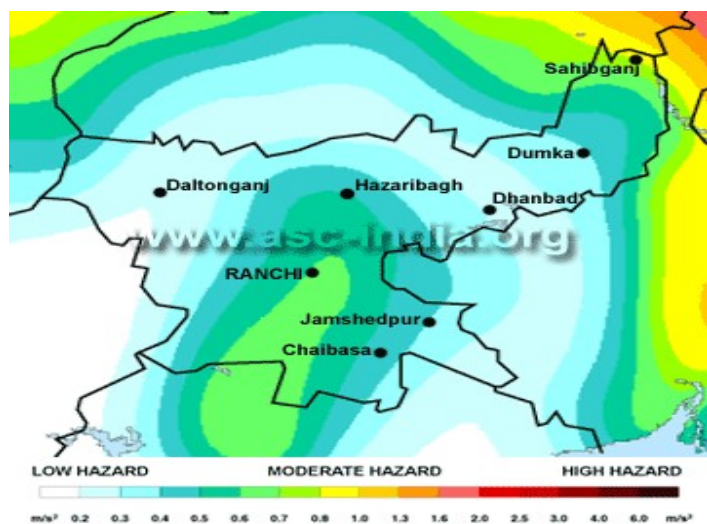 Sahibganj
Dumka
Daltonganj Hazaribagh
Dhanbad
www.asc-india.org
RANCHI
Jamshedpur
Chaibasa
LOW HAZARD MODERATE HAZARD HIGH HAZARD
m/s² 0.2 0.3 0.4 0.5 0.6 0.7 0.8 1.0 1.3 1.6 2.0 2.5 3.0 4.0 6.0 m/s²